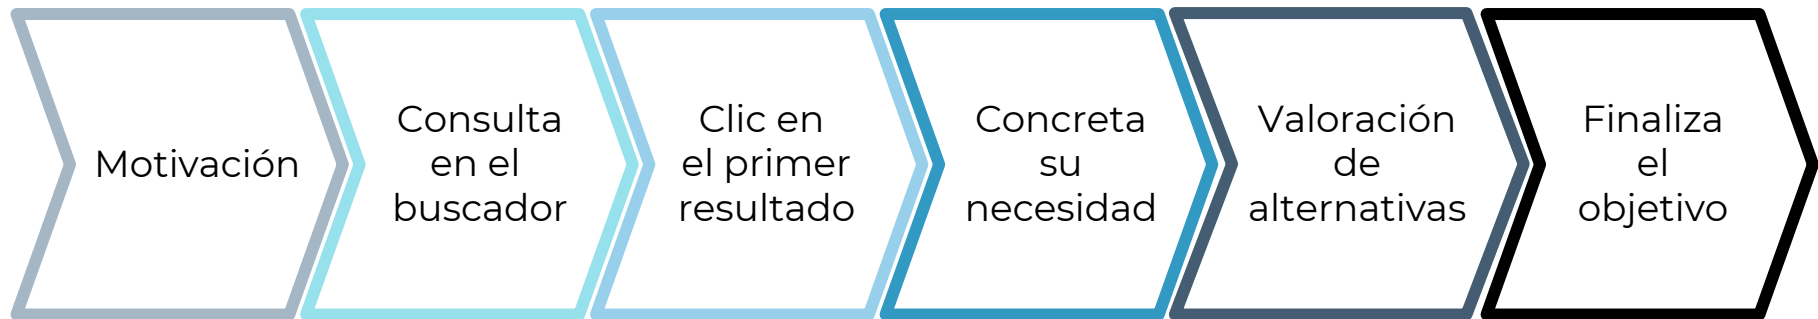 Motivación
Consulta
en el
buscador
Clic en
el primer
resultado
Concreta
su
necesidad
Valoración
de
alternativas
Finaliza
el
objetivo